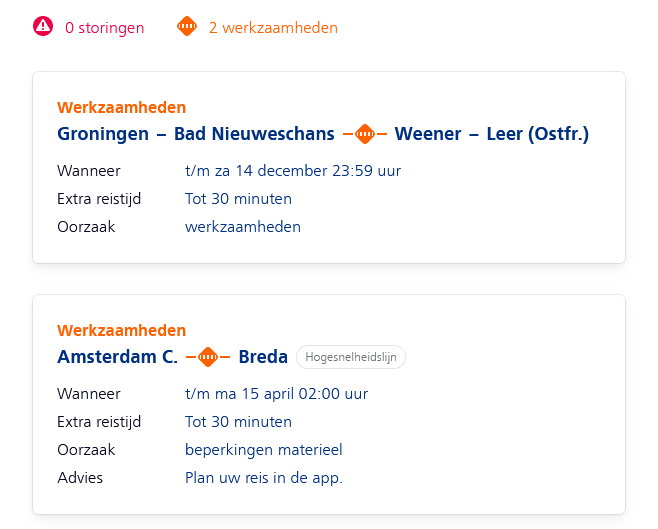 0 storingen 2 werkzaamheden
Werkzaamheden
Groningen – Bad Nieuweschans Weener – Leer (Ostfr.)
Wanneer t/m za 14 december 23:59 uur
Extra reistijd Tot 30 minuten
Oorzaak werkzaamheden
Werkzaamheden
Amsterdam C. Breda Hogesnelheidslijn
Wanneer t/m ma 15 april 02:00 uur
Extra reistijd Tot 30 minuten
Oorzaak beperkingen materieel
Advies Plan uw reis in de app.